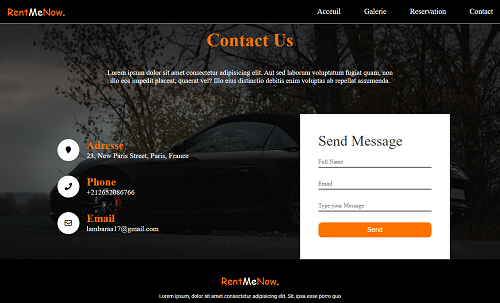 RentMeNow.
Acceuil
Galerie
Reservation
Contact
Contact Us
Lorem ipsum dolor sit amet consectetur adipisicing elit. Aut sed laborum voluptatum fugiat quam, non
illo eos impedit placeat, quaerat vel? Illo eius distinctio debitis enim voluptas ab repellat assumenda.
Adresse
23, New Paris Street, Paris, France
Phone
+212652086766
Email
lambaraa17@gmail.com
Send Message
Full Name
Email
Type your Message
Send
RentMeNow.
Lorem ipsum, dolor sit amet consectetur adipisicing elit. Sit, ipsa esse porro quo